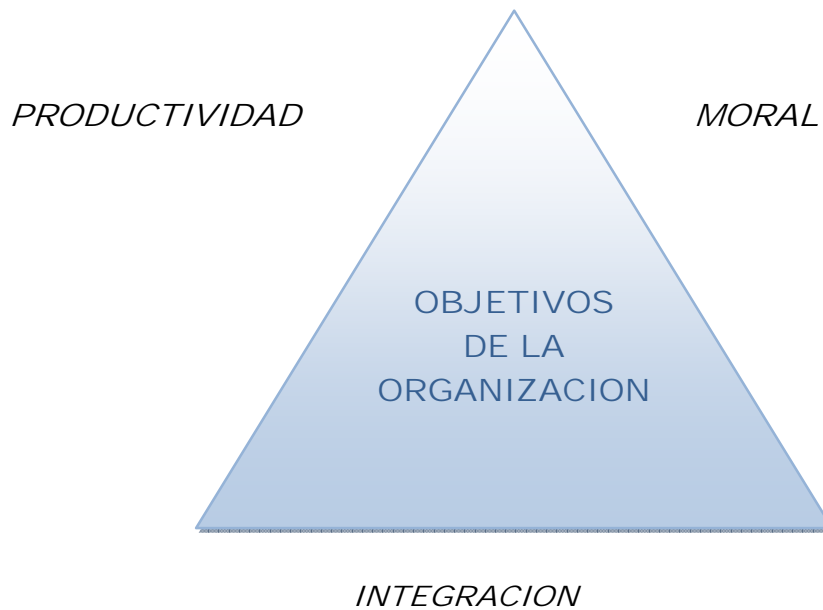 PRODUCTIVIDAD
MORAL
OBJETIVOS
DE LA
ORGANIZACION
INTEGRACION